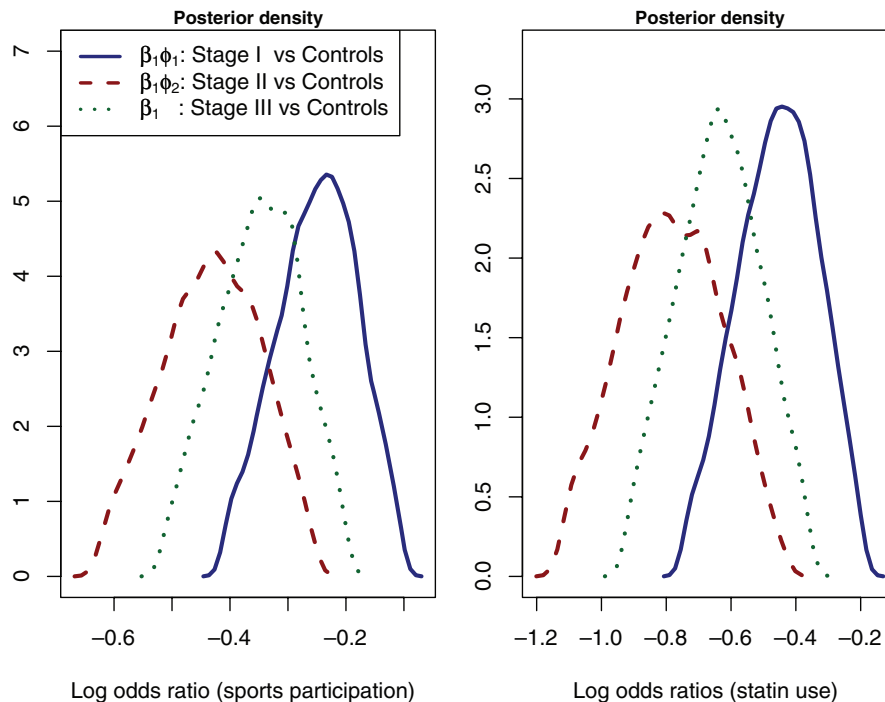 Posterior density
7
6
5
4
3
2
1
0
β₁ϕ₁: Stage I vs Controls
β₁ϕ₂: Stage II vs Controls
β₁ : Stage III vs Controls
−0.6 −0.4 −0.2
Log odds ratio (sports participation)
Posterior density
3.0
2.5
2.0
1.5
1.0
0.5
0.0
−1.2 −1.0 −0.8 −0.6 −0.4 −0.2
Log odds ratios (statin use)